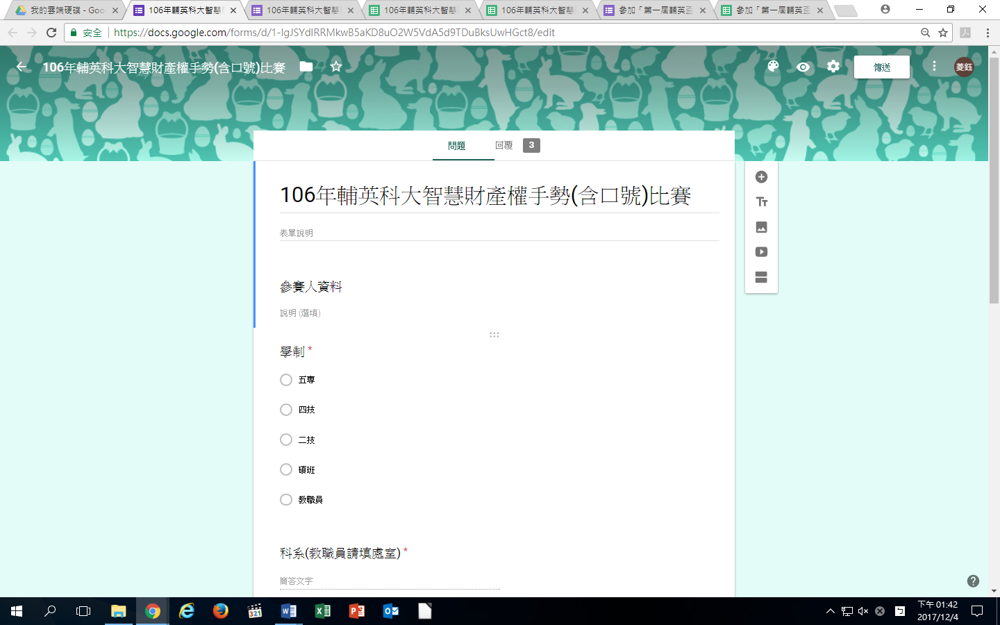 我的雲端硬碟 - Goo
106年輔英科大智慧
106年輔英科大智慧
106年輔英科大智慧
106年輔英科大智慧
參加「第一屆輔英盃
參加「第一屆輔英盃
安全
https://docs.google.com/forms/d/1-IgJSYdIRRMkwB5aKD8uO2W5VdA5d9TDuBksUwHGct8/edit
106年輔英科大智慧財產權手勢(含口號)比賽
傳送
菱鈺
問題
回覆 3
106年輔英科大智慧財產權手勢(含口號)比賽
表單說明
參賽人資料
說明 (選填)
學制 *
五專
四技
二技
碩班
教職員
科系(教職員請填處室) *
簡答文字
下午 01:42
2017/12/4